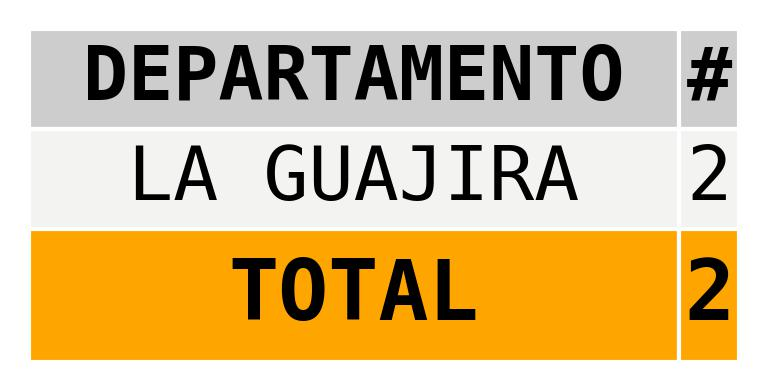 DEPARTAMENTO #
LA GUAJIRA 2
TOTAL 2